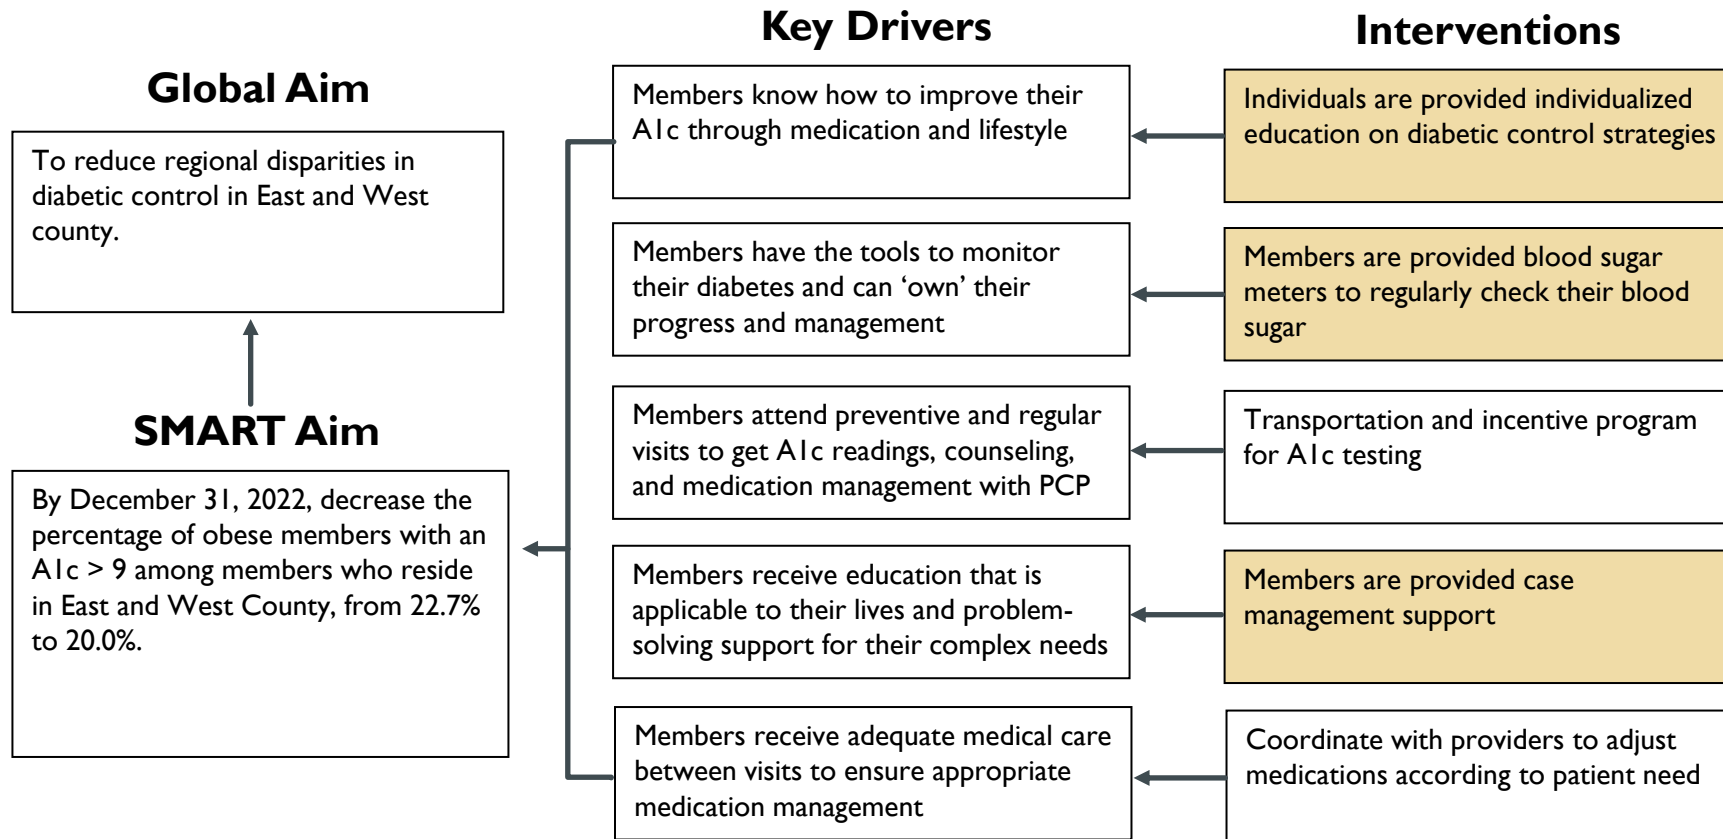 Global Aim
To reduce regional disparities in
diabetic control in East and West
county.
SMART Aim
By December 31, 2022, decrease the
percentage of obese members with an
A1c > 9 among members who reside
in East and West County, from 22.7%
to 20.0%.
Key Drivers
Members know how to improve their
A1c through medication and lifestyle
Members have the tools to monitor
their diabetes and can ‘own’ their
progress and management
Members attend preventive and regular
visits to get A1c readings, counseling,
and medication management with PCP
Members receive education that is
applicable to their lives and problem-
solving support for their complex needs
Members receive adequate medical care
between visits to ensure appropriate
medication management
Interventions
Individuals are provided individualized
education on diabetic control strategies
Members are provided blood sugar
meters to regularly check their blood
sugar
Transportation and incentive program
for A1c testing
Members are provided case
management support
Coordinate with providers to adjust
medications according to patient need